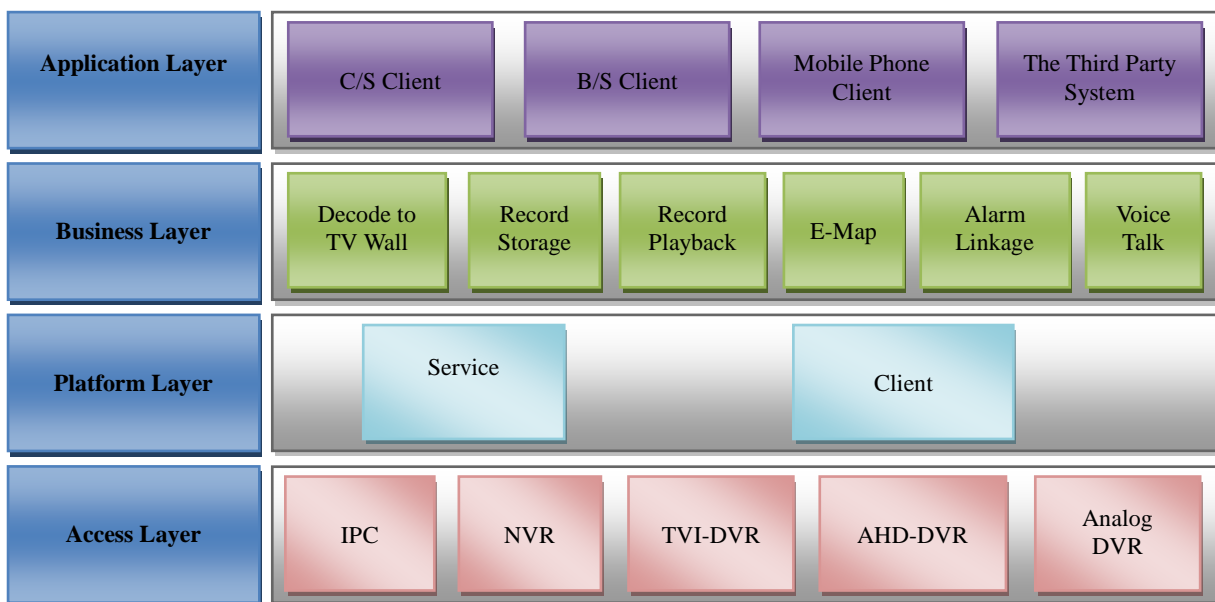 Application Layer
C/S Client
B/S Client
Mobile Phone
Client
The Third Party
System
Business Layer
Decode to
TV Wall
Record
Storage
Record
Playback
E-Map
Alarm
Linkage
Voice
Talk
Platform Layer
Service
Client
Access Layer
IPC
NVR
TVI-DVR
AHD-DVR
Analog
DVR